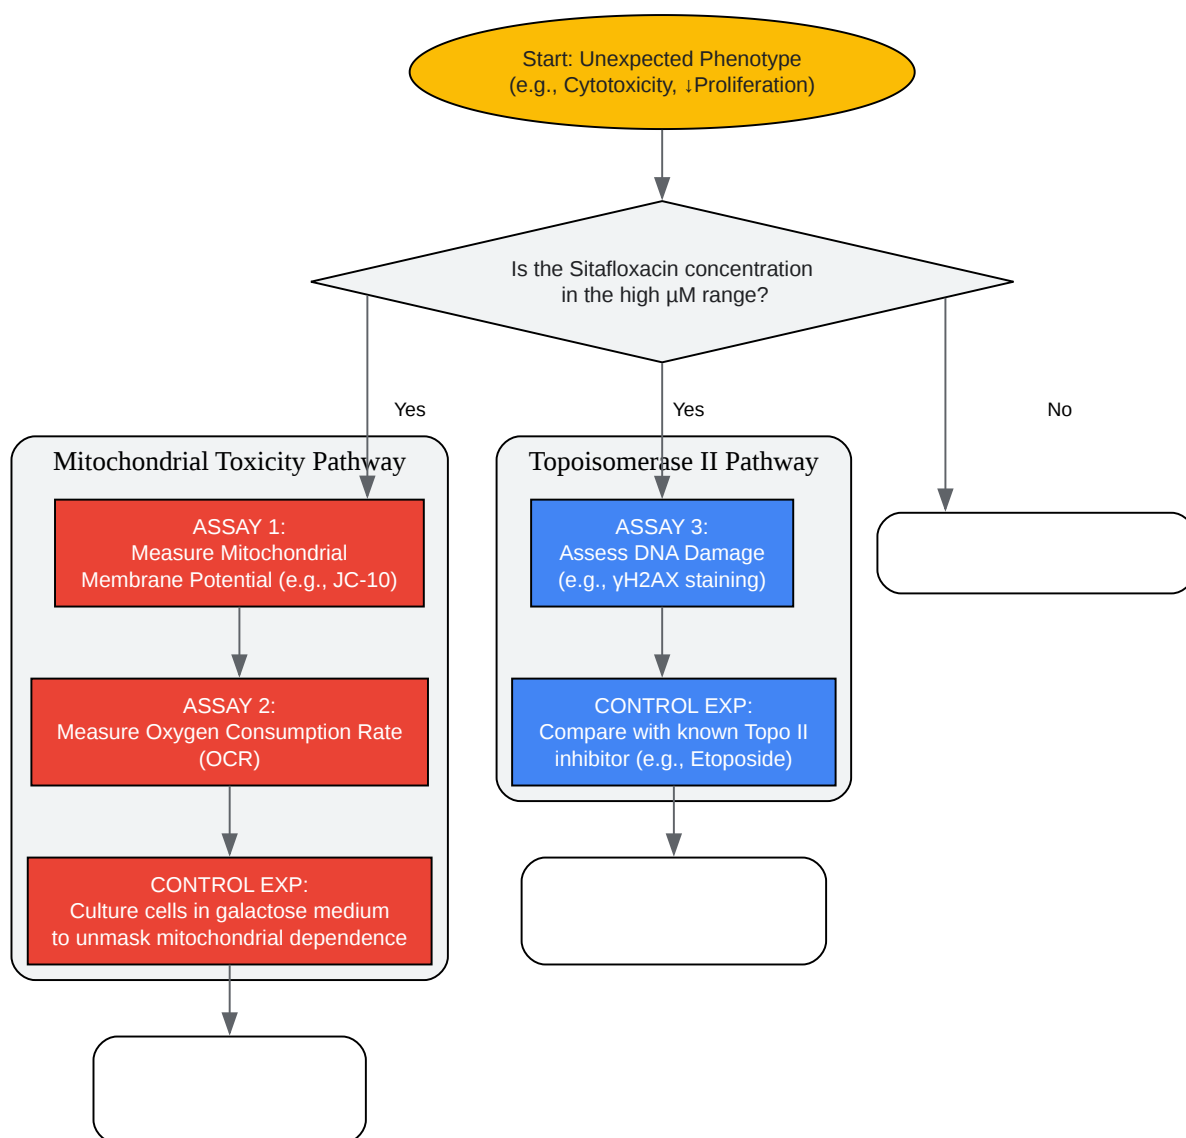 Start: Unexpected Phenotype
(e.g., Cytotoxicity, ↓Proliferation)
Is the Sitafloxacin concentration
in the high µM range?
Yes
Yes
No
Mitochondrial Toxicity Pathway
ASSAY 1:
Measure Mitochondrial
Membrane Potential (e.g., JC-10)
ASSAY 2:
Measure Oxygen Consumption Rate
(OCR)
CONTROL EXP:
Culture cells in galactose medium
to unmask mitochondrial dependence
Topoisomerase II Pathway
ASSAY 3:
Assess DNA Damage
(e.g., γH2AX staining)
CONTROL EXP:
Compare with known Topo II
inhibitor (e.g., Etoposide)